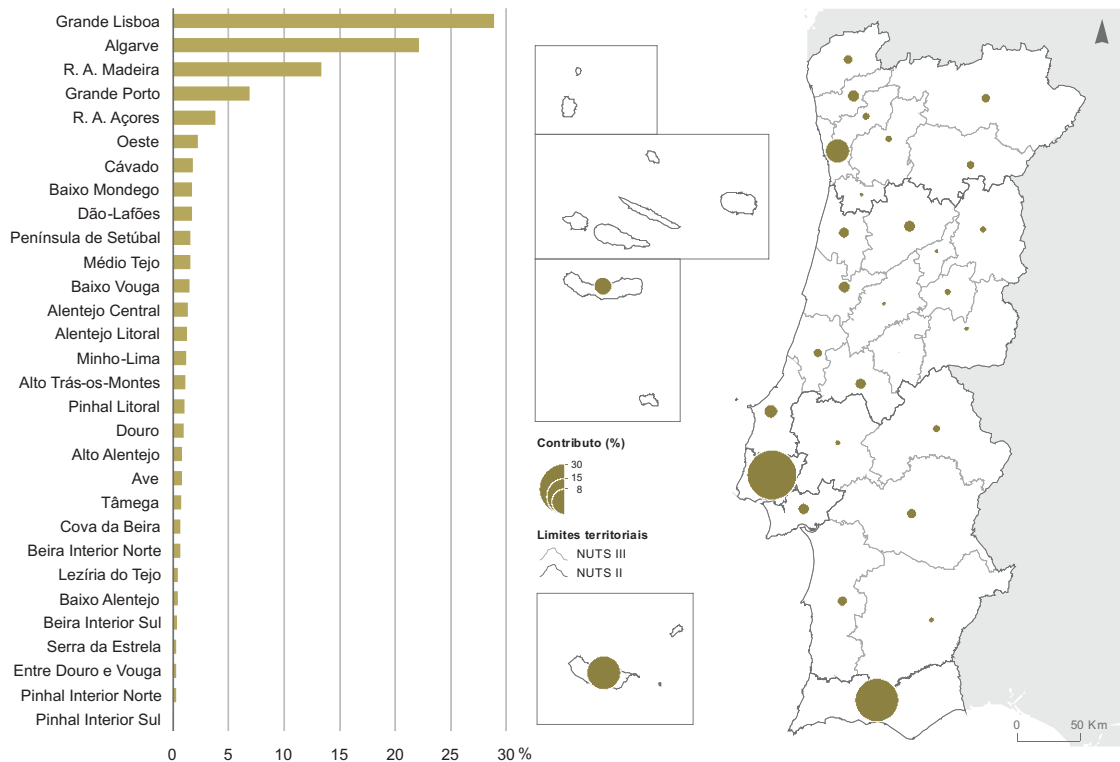 Grande Lisboa
Algarve
R. A. Madeira
Grande Porto
R. A. Açores
Oeste
Cávado
Baixo Mondego
Dão-Lafões
Península de Setúbal
Médio Tejo
Baixo Vouga
Alentejo Central
Alentejo Litoral
Minho-Lima
Alto Trás-os-Montes
Pinhal Litoral
Douro
Alto Alentejo
Ave
Tâmega
Cova da Beira
Beira Interior Norte
Lezíria do Tejo
Baixo Alentejo
Beira Interior Sul
Serra da Estrela
Entre Douro e Vouga
Pinhal Interior Norte
Pinhal Interior Sul
0 5 10 15 20 25 30 %
Contributo (%)
30
15
8
Limites territoriais
NUTS III
NUTS II
0 50 Km